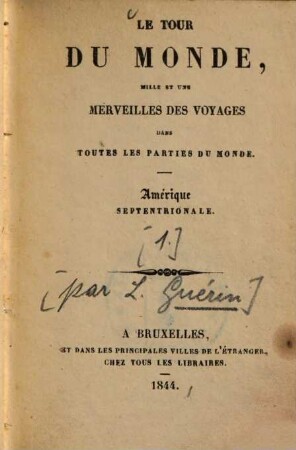 LE TOUR
DU MONDE,
MILLE ET UNE
MERVEILLES DES VOYAGES
DANS
TOUTES LES PARTIES DU MONDE.
Amérique
SEPTENTRIONALE.
[1.]
[par L. Guérin]
A BRUXELLES,
ET DANS LES PRINCIPALES VILLES DE L'ÉTRANGER,
CHEZ TOUS LES LIBRAIRES.
1844.